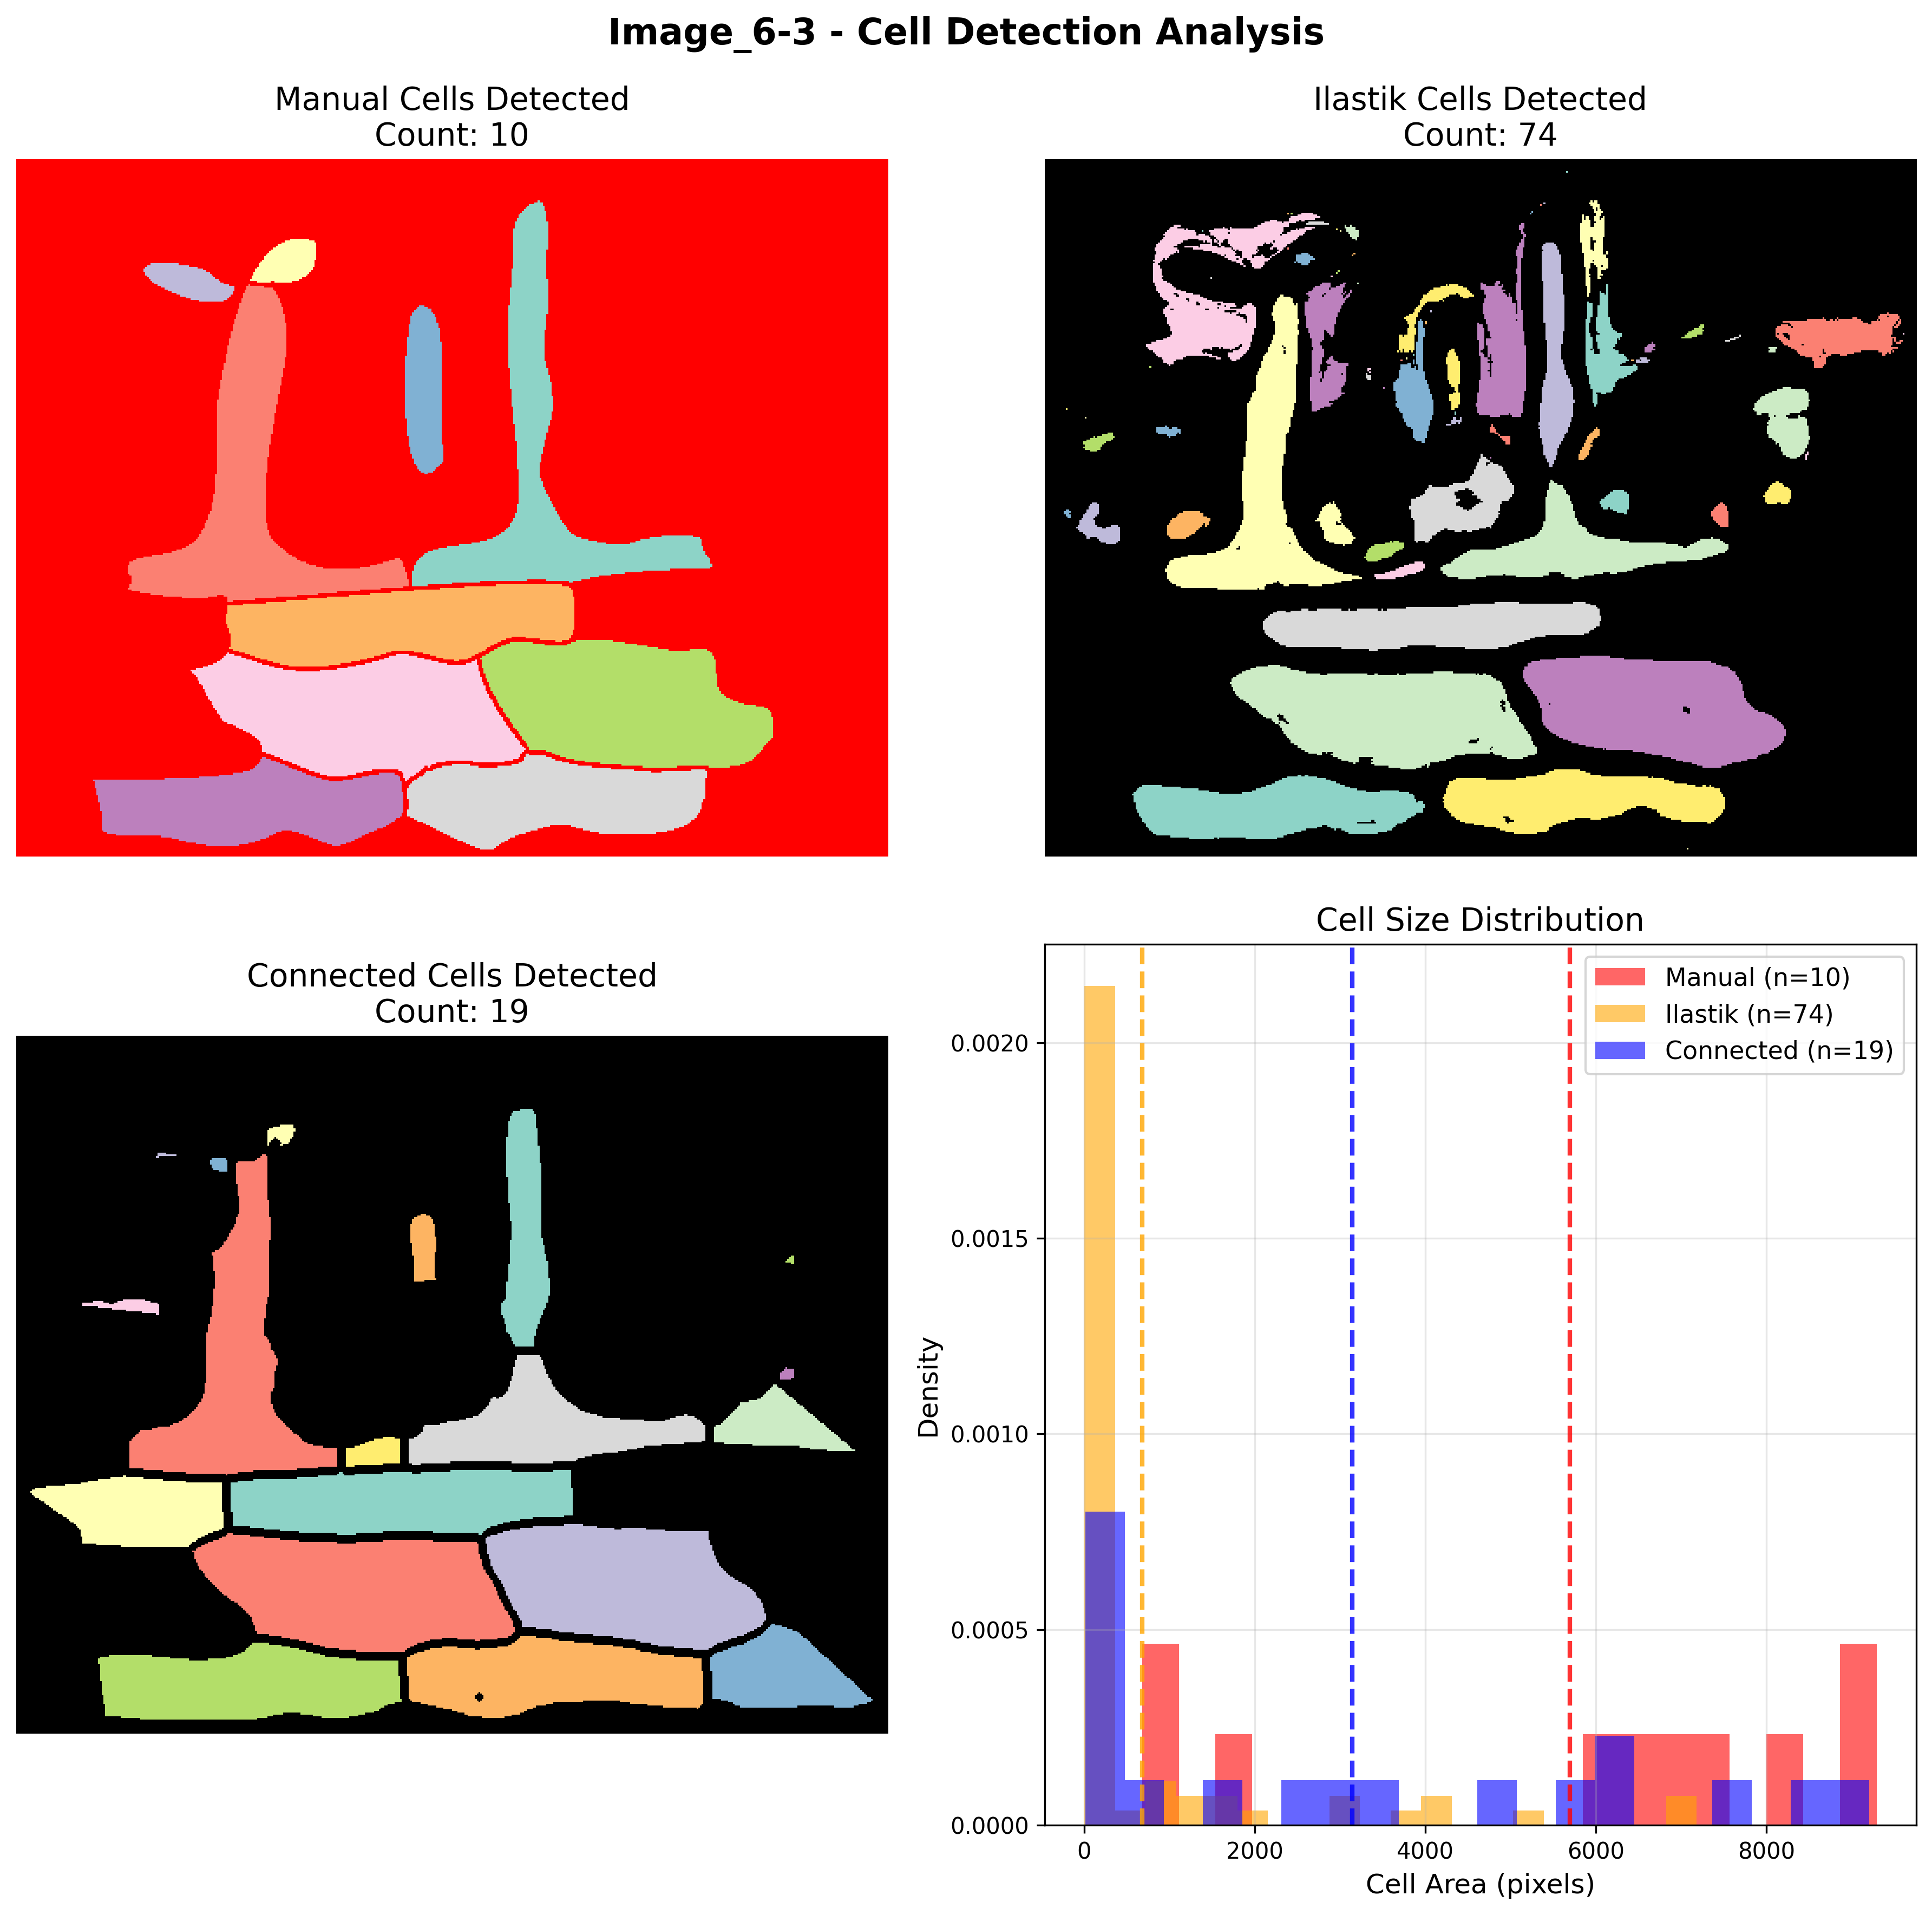 Image_6-3 - Cell Detection Analysis
Manual Cells Detected
Count: 10
Ilastik Cells Detected
Count: 74
Connected Cells Detected
Count: 19
Cell Size Distribution
Manual (n=10)
Ilastik (n=74)
Connected (n=19)
Density
0.0020
0.0015
0.0010
0.0005
0.0000
0 2000 4000 6000 8000
Cell Area (pixels)